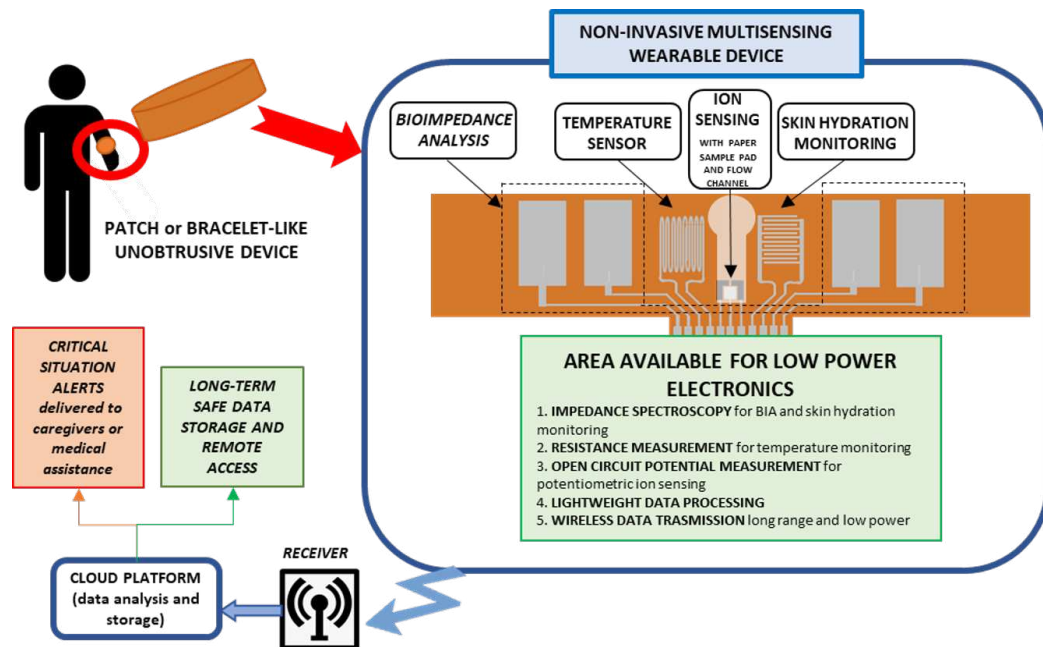 NON-INVASIVE MULTISENSING
WEARABLE DEVICE
BIOIMPEDANCE
ANALYSIS
TEMPERATURE
SENSOR
ION
SENSING
WITH PAPER
SAMPLE PAD
AND FLOW
CHANNEL
SKIN HYDRATION
MONITORING
PATCH or BRACELET-LIKE
UNOBTRUSIVE DEVICE
AREA AVAILABLE FOR LOW POWER
ELECTRONICS
1. IMPEDANCE SPECTROSCOPY for BIA and skin hydration
monitoring
2. RESISTANCE MEASUREMENT for temperature monitoring
3. OPEN CIRCUIT POTENTIAL MEASUREMENT for
potentiometric ion sensing
4. LIGHTWEIGHT DATA PROCESSING
5. WIRELESS DATA TRASMISSION long range and low power
CRITICAL
SITUATION
ALERTS
delivered to
caregivers or
medical
assistance
LONG-TERM
SAFE DATA
STORAGE AND
REMOTE
ACCESS
RECEIVER
CLOUD PLATFORM
(data analysis and
storage)